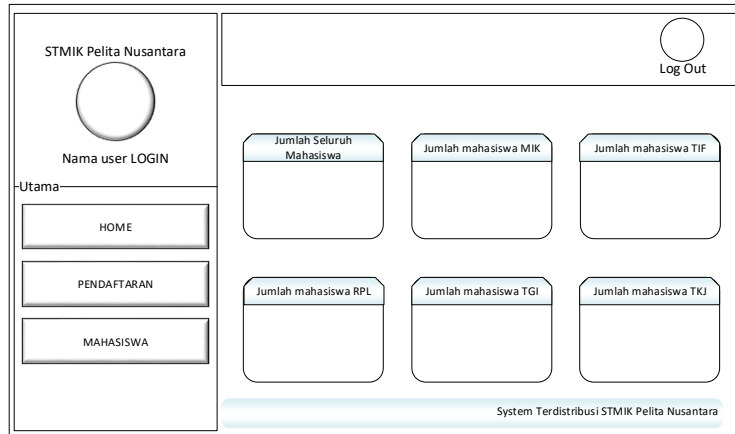 STMIK Pelita Nusantara
Nama user LOGIN
Utama
HOME
PENDAFTARAN
MAHASISWA
Log Out
Jumlah Seluruh
Mahasiswa
Jumlah mahasiswa MIK
Jumlah mahasiswa TIF
Jumlah mahasiswa RPL
Jumlah mahasiswa TGI
Jumlah mahasiswa TKJ
System Terdistribusi STMIK Pelita Nusantara